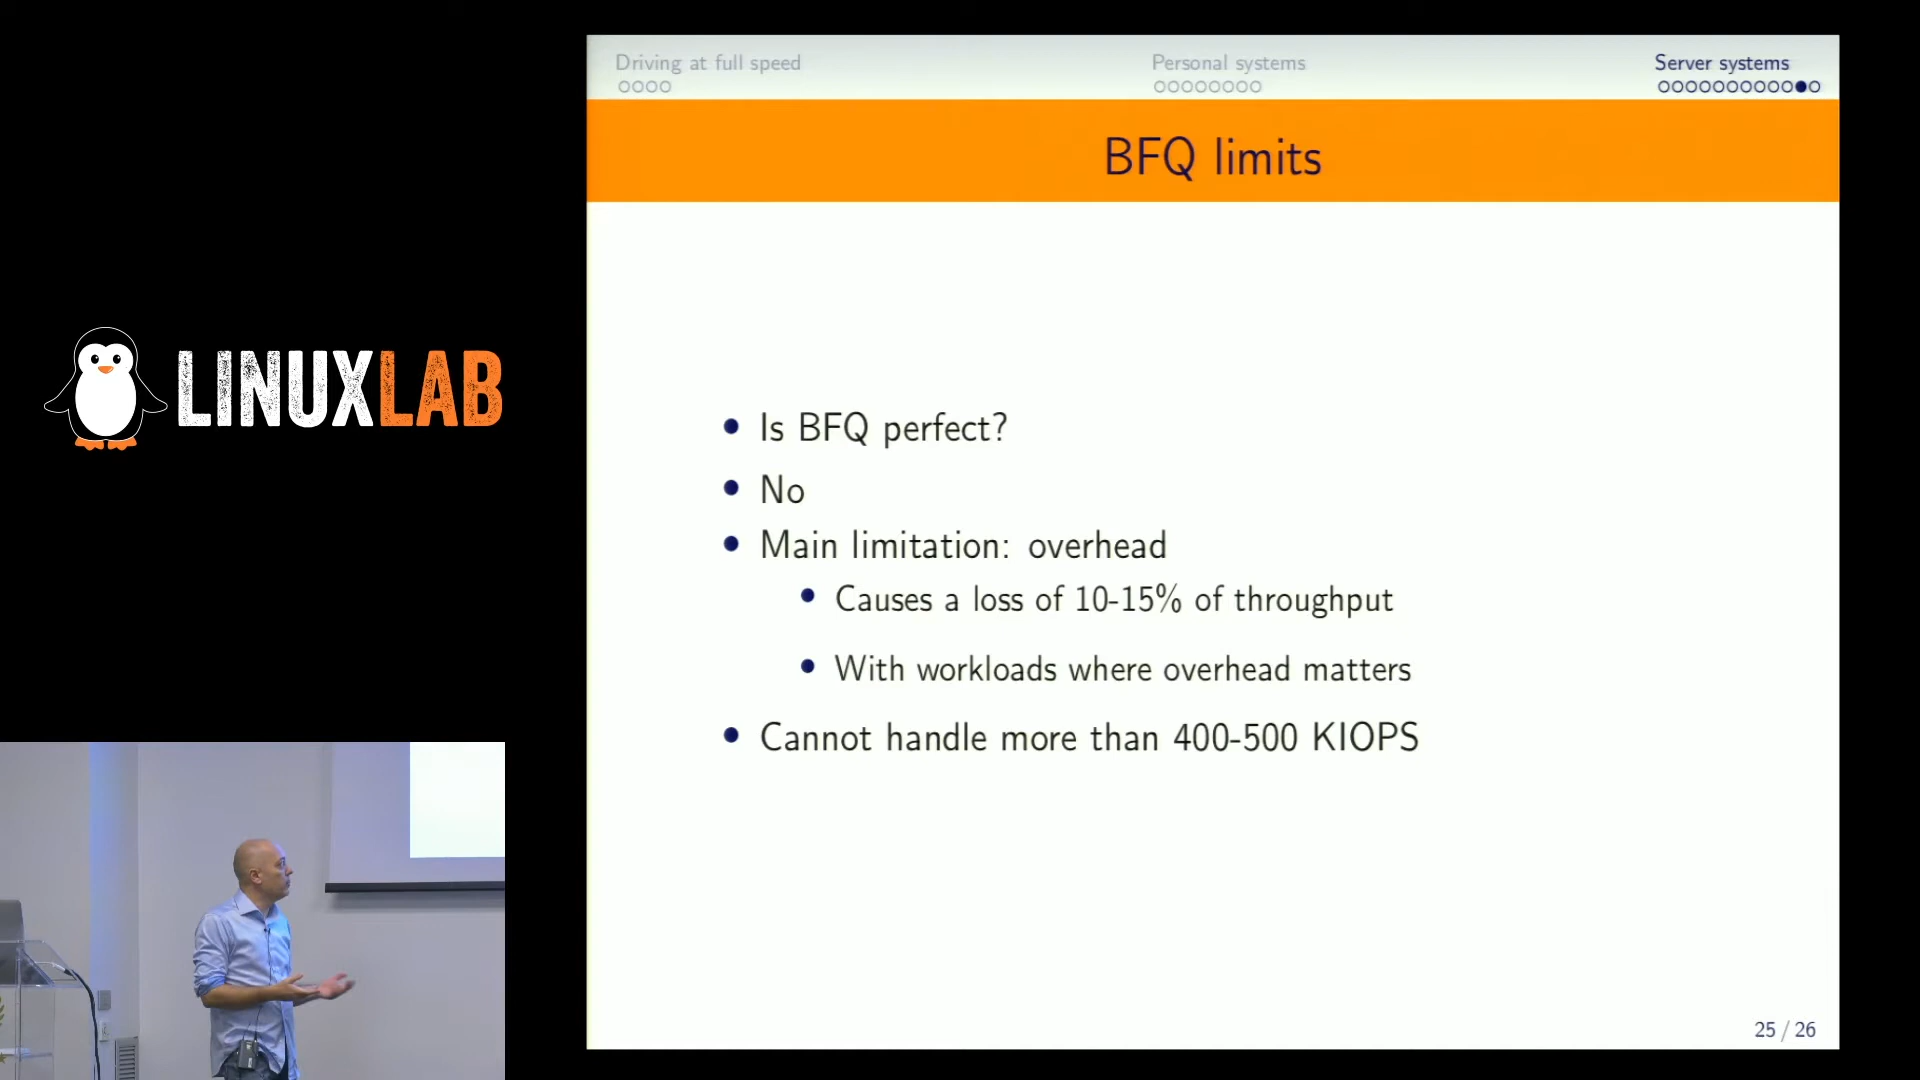 LINUXLAB
Driving at full speed
Personal systems
Server systems
BFQ limits
Is BFQ perfect?
No
Main limitation: overhead
Causes a loss of 10-15% of throughput
With workloads where overhead matters
Cannot handle more than 400-500 KIOPS
25 / 26